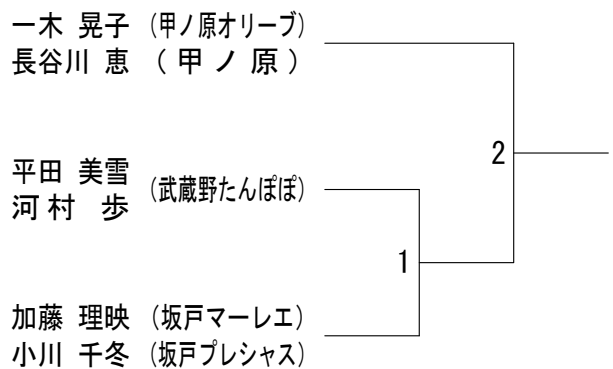 一木 晃子 (甲ノ原オリーブ)
長谷川 恵 (甲ノ原)
2
平田 美雪
河村 歩 (武蔵野たんぽぽ)
1
加藤 理映 (坂戸マーレエ)
小川 千冬 (坂戸プレシャス)